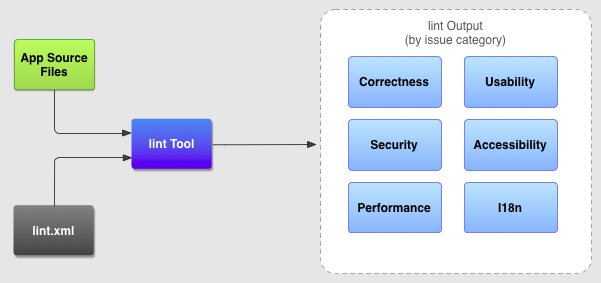 App Source
Files
lint Tool
lint.xml
lint Output
(by issue category)
Correctness
Usability
Security
Accessibility
Performance
I18n